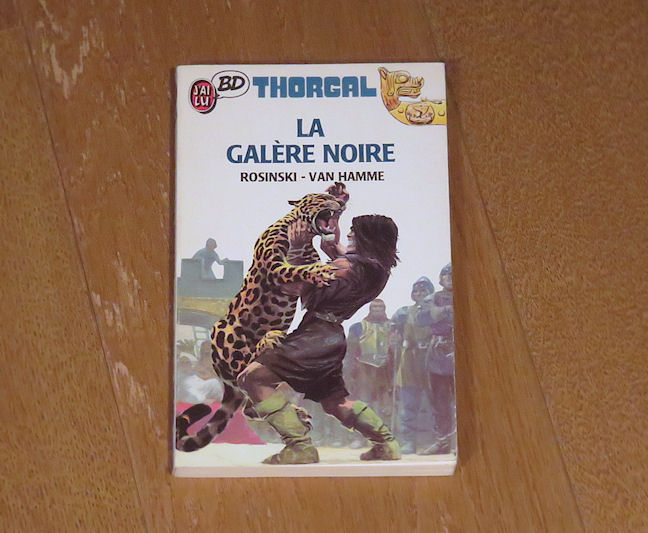 J'AI
LU
BD
THORGAL
LA
GALÈRE NOIRE
ROSINSKI - VAN HAMME